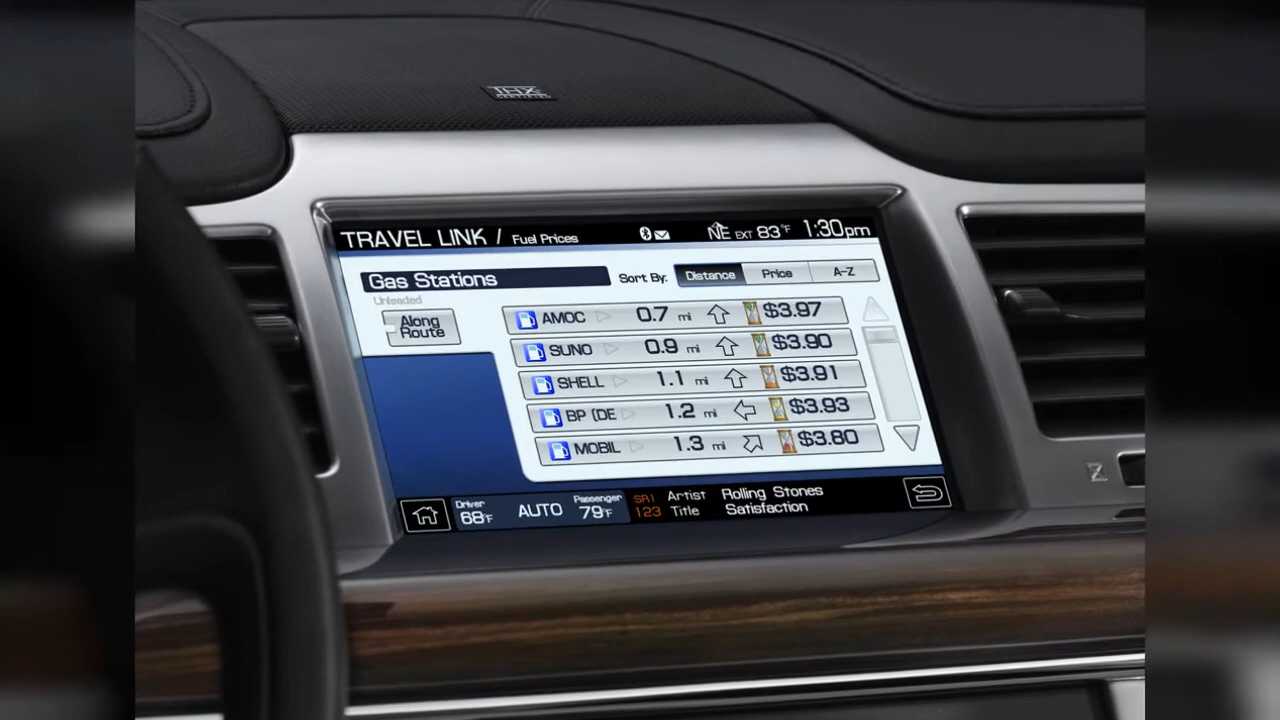 THX
CERTIFIED
TRAVEL LINK / Fuel Prices NE EXT 83°F 1:30pm
Gas Stations Sort By: Distance Price A-Z
Unleaded
Along
Route
AMOC 0.7 mi $3.97
SUNO 0.9 mi $3.90
SHELL 1.1 mi $3.91
BP (DE 1.2 mi $3.93
MOBIL 1.3 mi $3.80
Driver
68°F
AUTO
Passenger
79°F
SR1
123
Artist Rolling Stones
Title Satisfaction